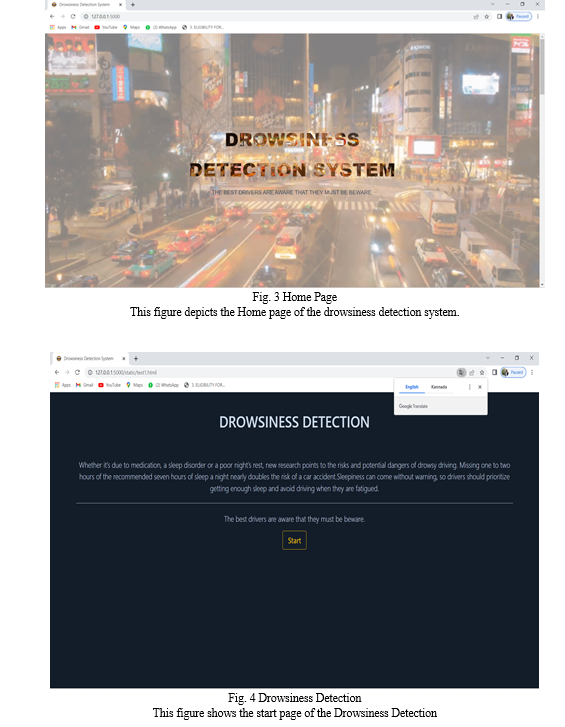 Drowsiness Detection System
127.0.0.1:5000
Paused
Apps Gmail YouTube Maps (2) WhatsApp 3. ELIGIBILITY FOR...
DROWSINESS
DETECTION SYSTEM
THE BEST DRIVERS ARE AWARE THAT THEY MUST BE BEWARE.
Fig. 3 Home Page
This figure depicts the Home page of the drowsiness detection system.
Drowsiness Detection System
127.0.0.1:5000/static/test1.html
Paused
Apps Gmail YouTube Maps (2) WhatsApp 3. ELIGIBILITY FOR...
English Kannada
Google Translate
DROWSINESS DETECTION
Whether it's due to medication, a sleep disorder or a poor night's rest, new research points to the risks and potential dangers of drowsy driving. Missing one to two
hours of the recommended seven hours of sleep a night nearly doubles the risk of a car accident.Sleepiness can come without warning, so drivers should prioritize
getting enough sleep and avoid driving when they are fatigued.
The best drivers are aware that they must be beware.
Start
Fig. 4 Drowsiness Detection
This figure shows the start page of the Drowsiness Detection